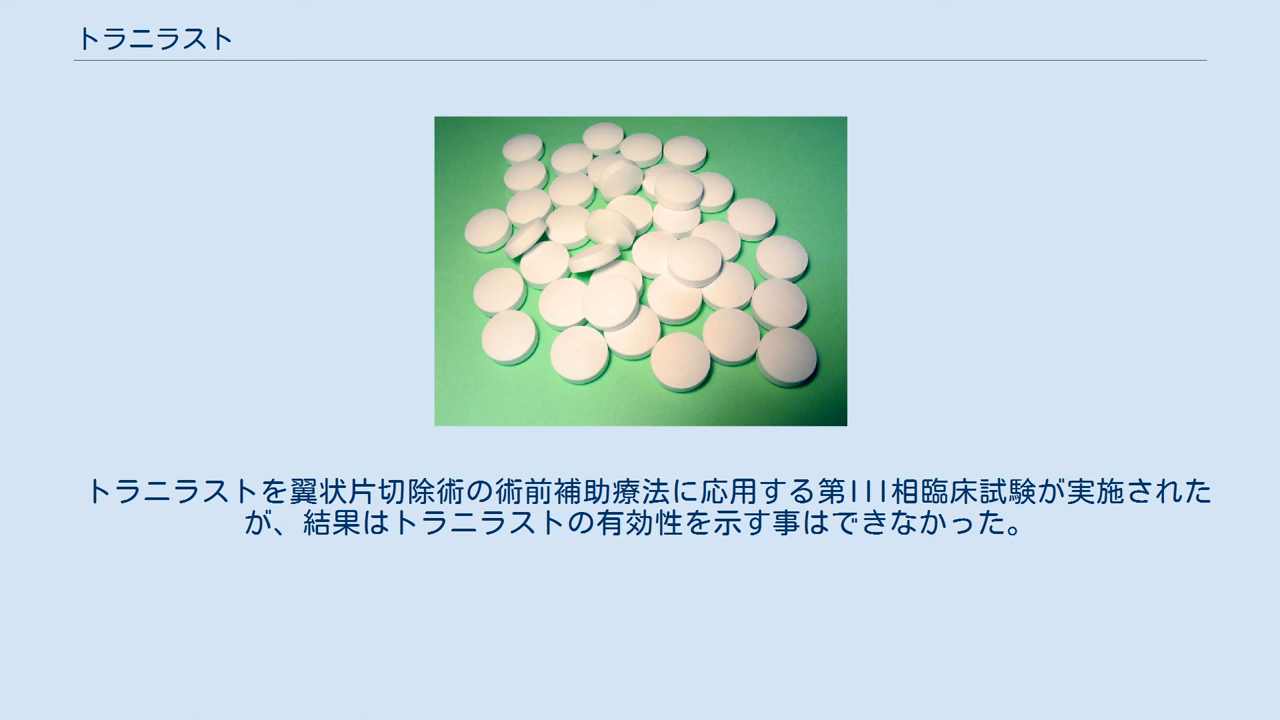 トラニラスト
トラニラストを翼状片切除術の術前補助療法に応用する第III相臨床試験が実施された
が、結果はトラニラストの有効性を示す事はできなかった。